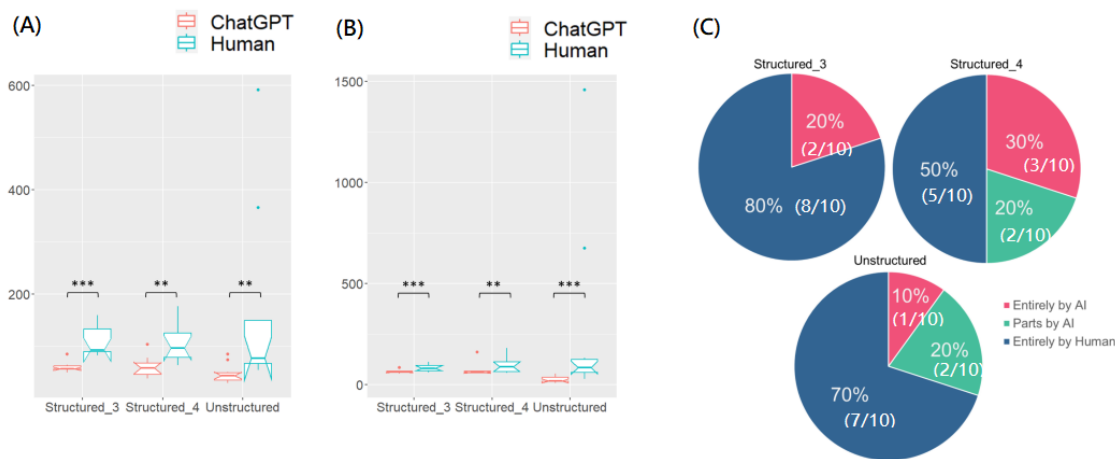 (A)
ChatGPT
Human
600
400
200
***
**
**
Structured_3
Structured_4
Unstructured
(B)
ChatGPT
Human
1500
1000
500
0
***
**
***
Structured_3
Structured_4
Unstructured
(C)
Structured_3
20%
(2/10)
80% (8/10)
Structured_4
30%
(3/10)
50%
(5/10)
20%
(2/10)
Unstructured
10%
(1/10)
20%
(2/10)
70%
(7/10)
Entirely by AI
Parts by AI
Entirely by Human